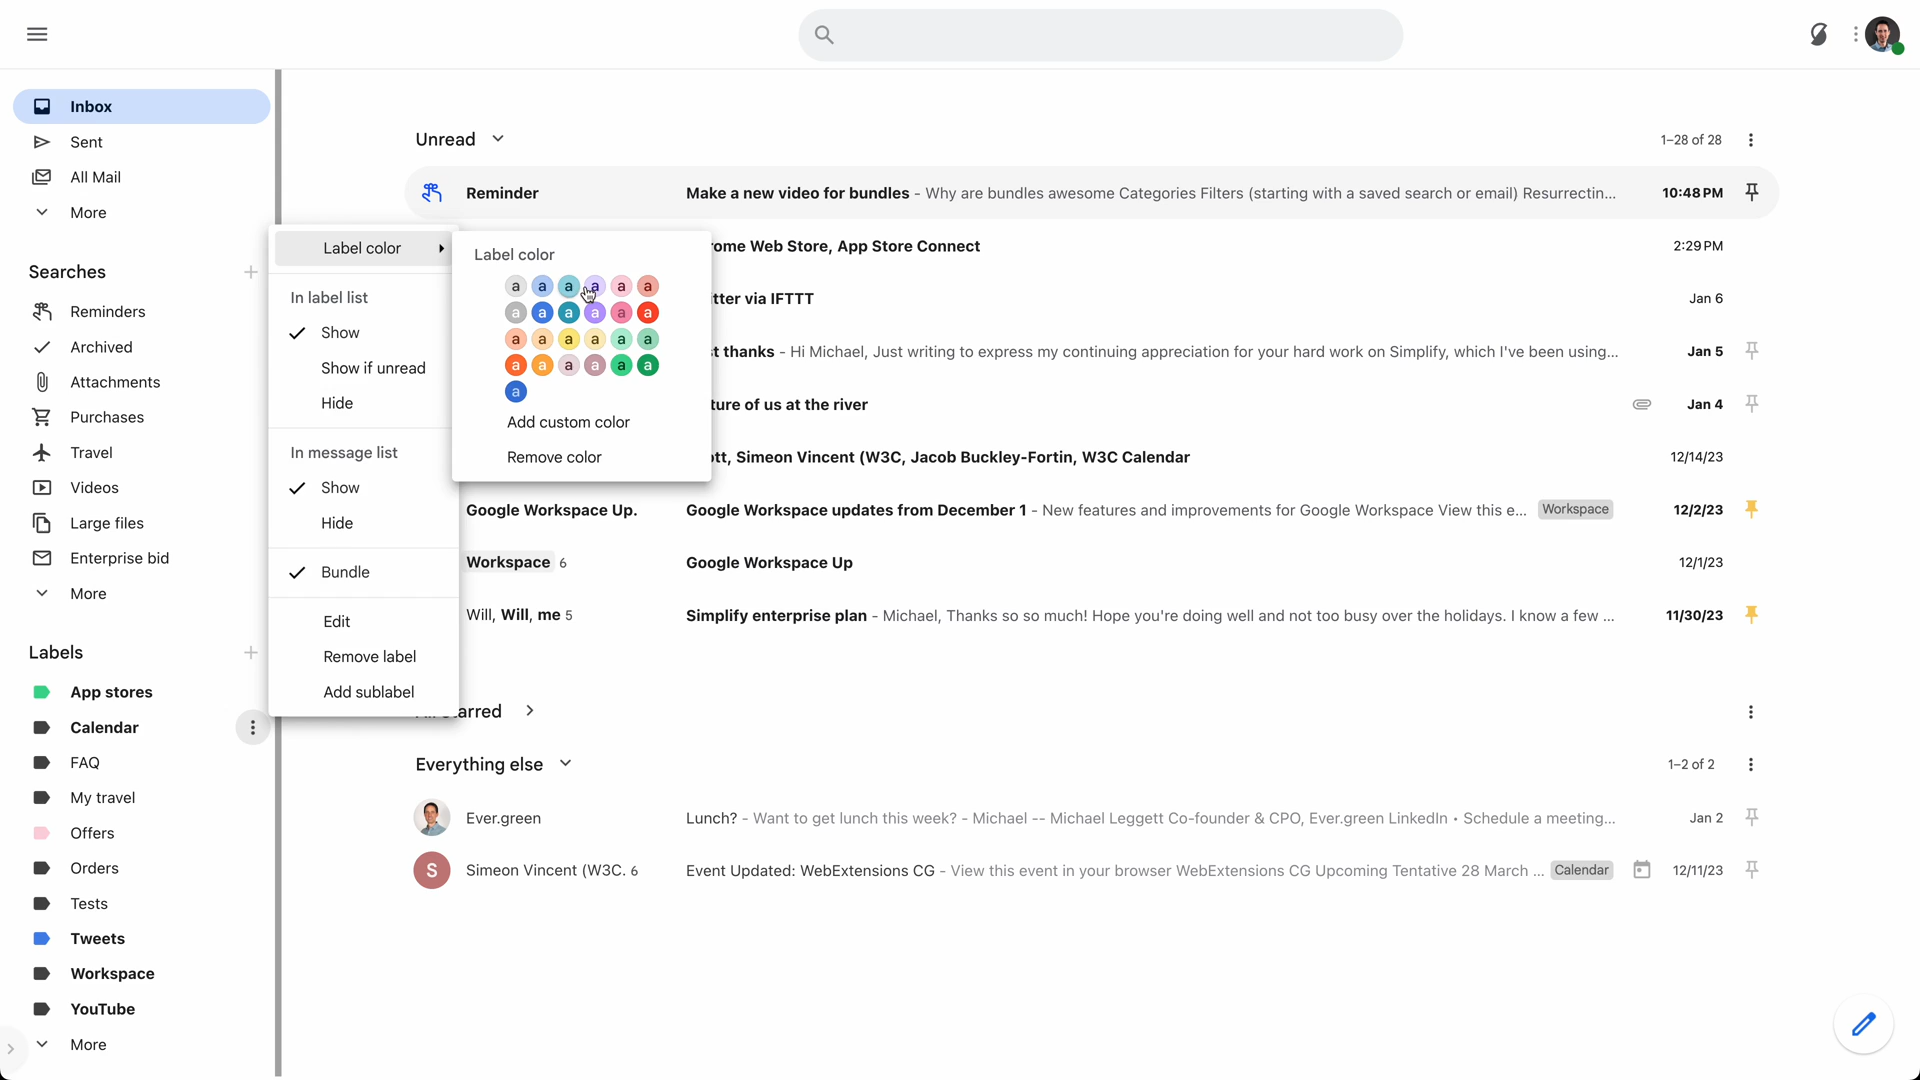 Inbox
Sent
All Mail
More
Searches
Reminders
Archived
Attachments
Purchases
Travel
Videos
Large files
Enterprise bid
More
Labels
App stores
Calendar
FAQ
My travel
Offers
Orders
Tests
Tweets
Workspace
YouTube
More
Label color
In label list
Show
Show if unread
Hide
In message list
Show
Hide
Bundle
Edit
Remove label
Add sublabel
Label color
a a a a a a
a a a a a a
a a a a a a
a a a a a a
a
Add custom color
Remove color
Unread 1–28 of 28
Reminder Make a new video for bundles - Why are bundles awesome Categories Filters (starting with a saved search or email) Resurrectin... 10:48 PM
Web Store, App Store Connect 2:29 PM
via IFTTT Jan 6
thanks - Hi Michael, Just writing to express my continuing appreciation for your hard work on Simplify, which I've been using... Jan 5
of us at the river Jan 4
Simeon Vincent (W3C, Jacob Buckley-Fortin, W3C Calendar 12/14/23
Google Workspace Up. Google Workspace updates from December 1 - New features and improvements for Google Workspace View this e... Workspace 12/2/23
Workspace 6 Google Workspace Up 12/1/23
Will, Will, me 5 Simplify enterprise plan - Michael, Thanks so so much! Hope you're doing well and not too busy over the holidays. I know a few ... 11/30/23
Everything else 1–2 of 2
Ever.green Lunch? - Want to get lunch this week? - Michael -- Michael Leggett Co-founder & CPO, Ever.green LinkedIn • Schedule a meeting... Jan 2
S Simeon Vincent (W3C. 6 Event Updated: WebExtensions CG - View this event in your browser WebExtensions CG Upcoming Tentative 28 March ... Calendar 12/11/23